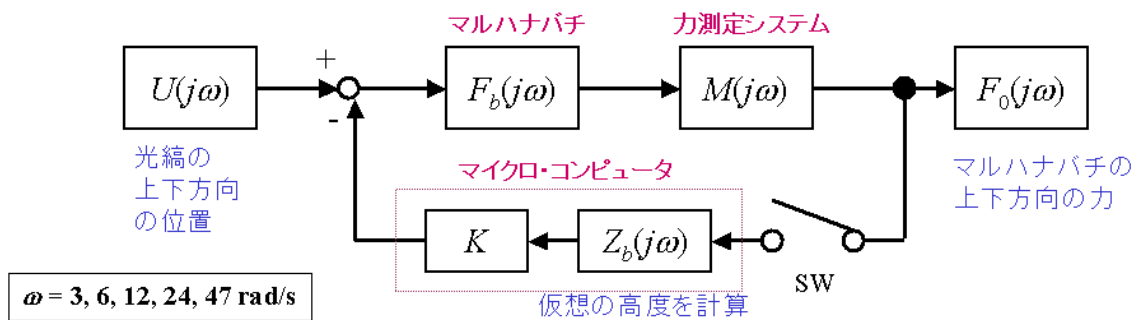 マルハナバチ
力測定システム
+
U(jω)
F_b(jω)
M(jω)
F_0(jω)
-
光縞の
上下方向
の位置
マイクロ・コンピュータ
マルハナバチの
上下方向の力
K
Z_b(jω)
SW
ω = 3, 6, 12, 24, 47 rad/s
仮想の高度を計算